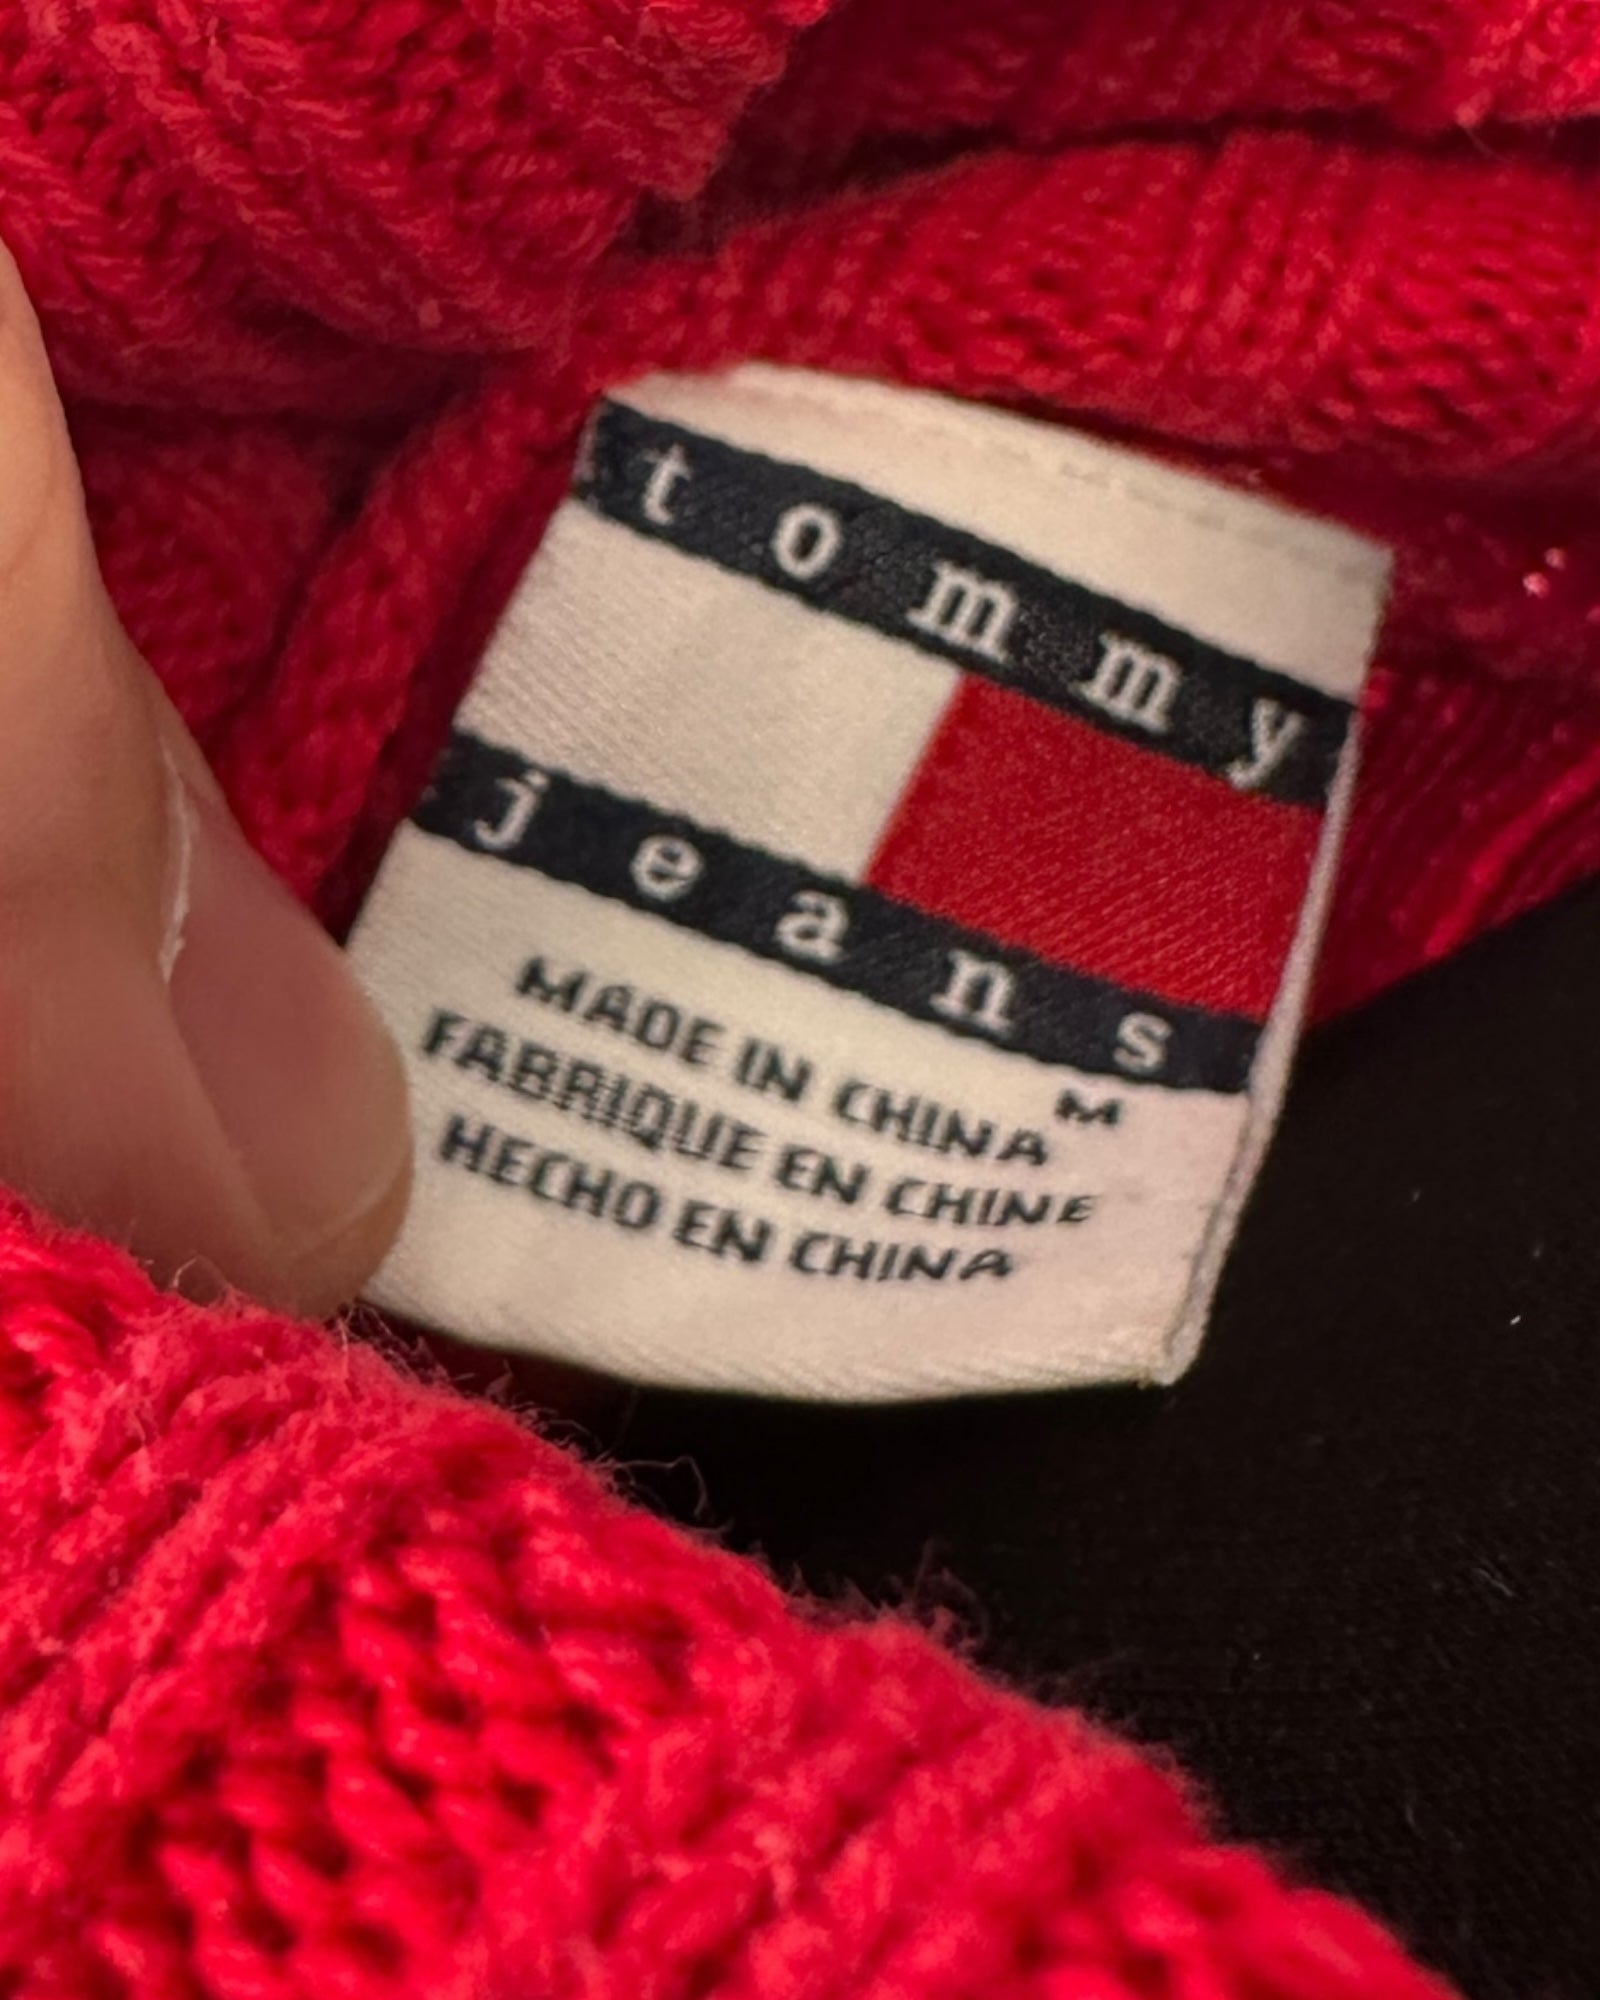 tommy
jeans
M
MADE IN CHINA
FABRIQUE EN CHINE
HECHO EN CHINA